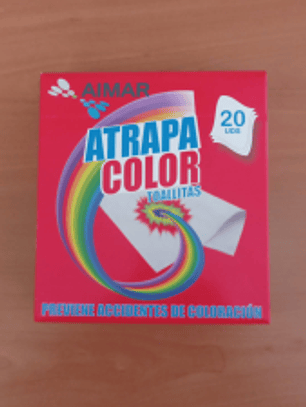 AIMAR
20
UDS
ATRAPA
COLOR
TOALLITAS
PREVIENE ACCIDENTES DE COLORACIÓN